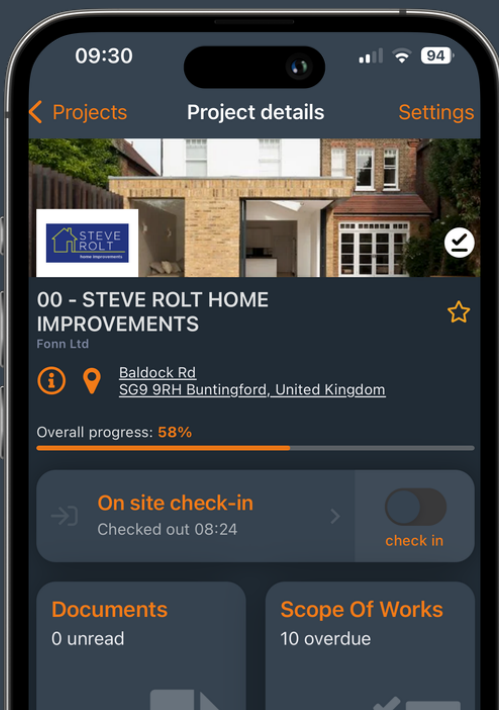 09:30
94
Projects
Project details
Settings
STEVE
ROLT
home improvements
00 - STEVE ROLT HOME
IMPROVEMENTS
Fonn Ltd
Baldock Rd
SG9 9RH Buntingford, United Kingdom
Overall progress: 58%
On site check-in
Checked out 08:24
check in
Documents
0 unread
Scope Of Works
10 overdue